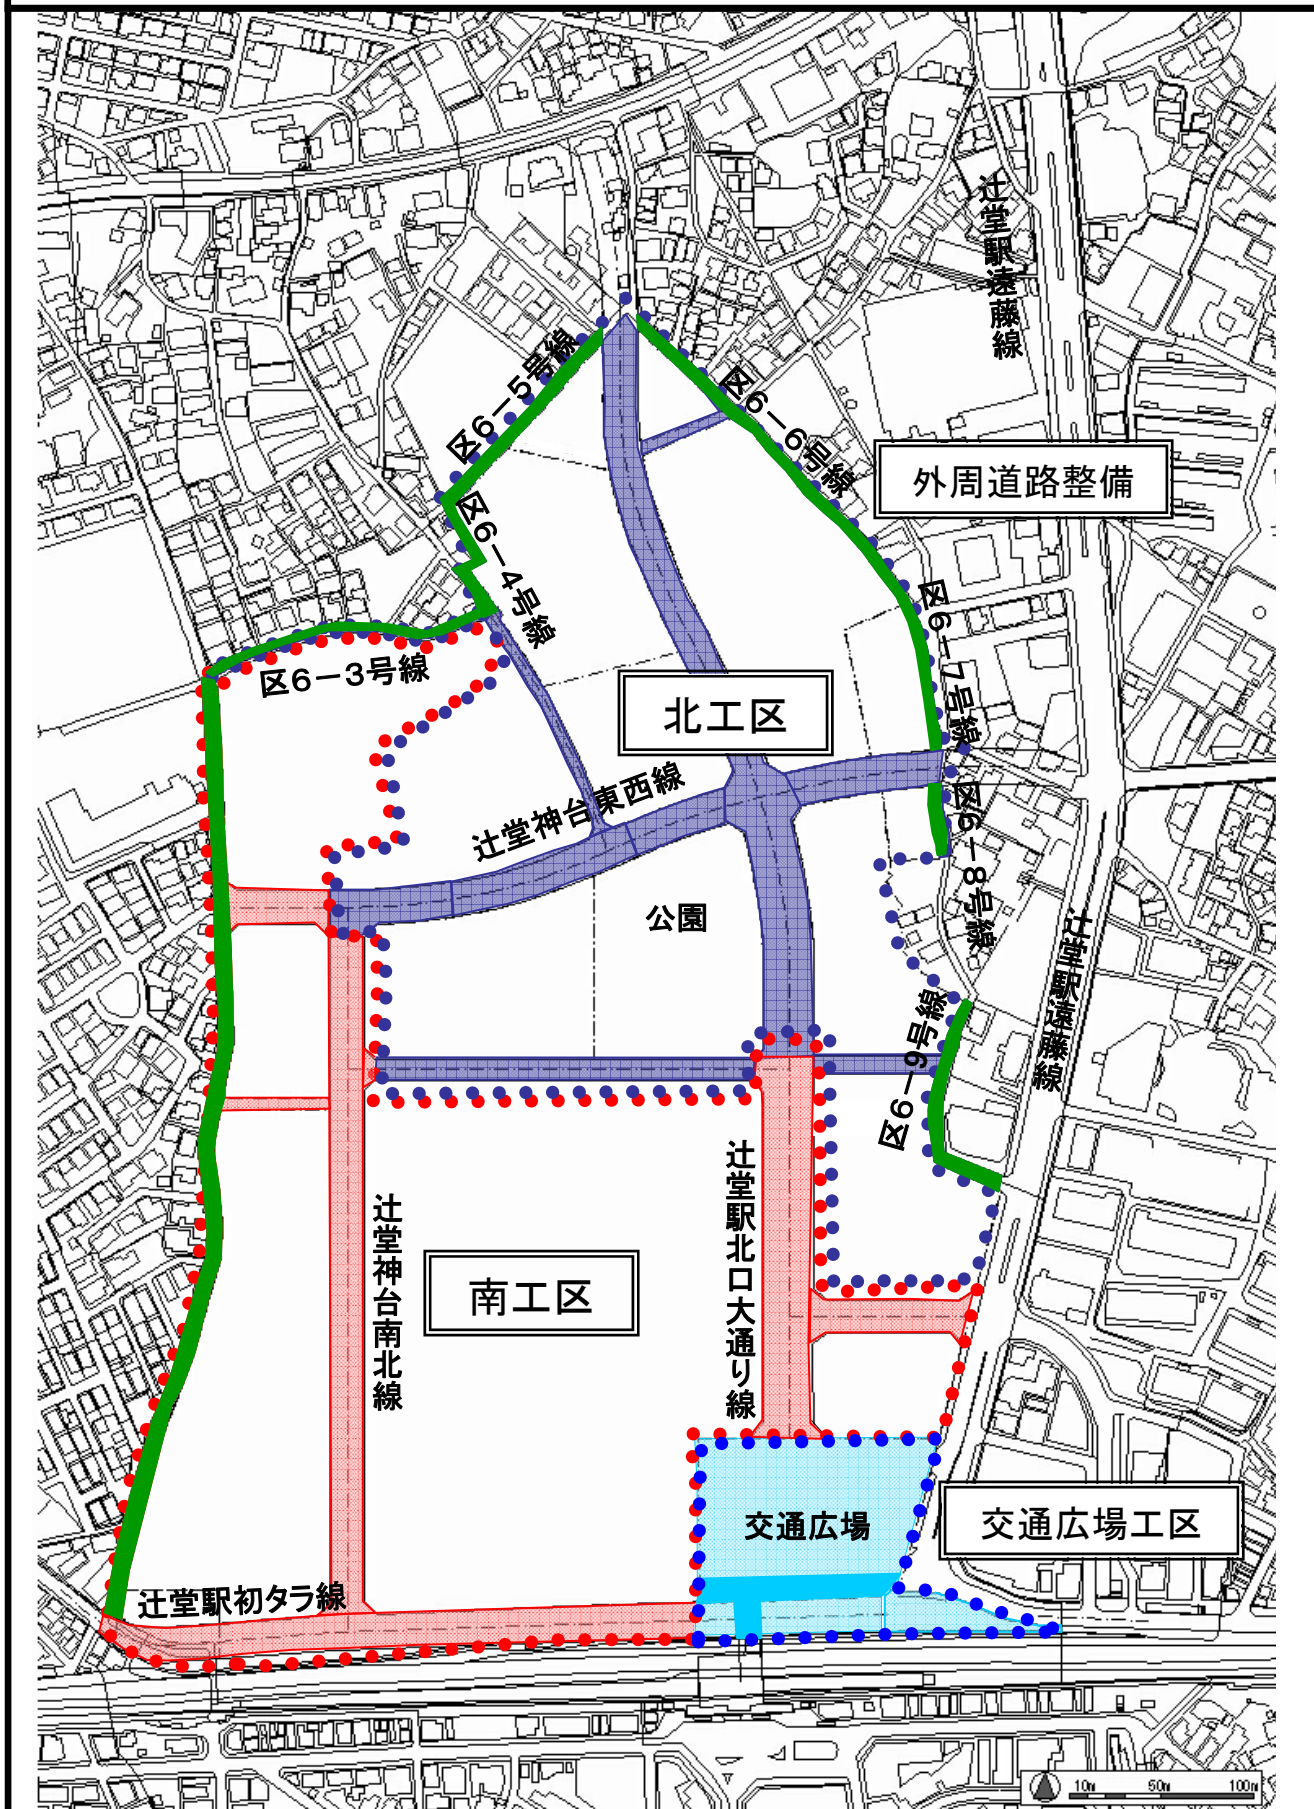 辻堂駅遠藤線
区6-5号線
区6-6号線
外周道路整備
区6-4号線
区6-7号線
区6-3号線
北工区
辻堂神台東西線
区6-8号線
公園
辻堂駅遠藤線
区6-9号線
辻堂駅北口大通り線
辻堂神台南北線
南工区
交通広場
交通広場工区
辻堂駅初タラ線
10m 50m 100m